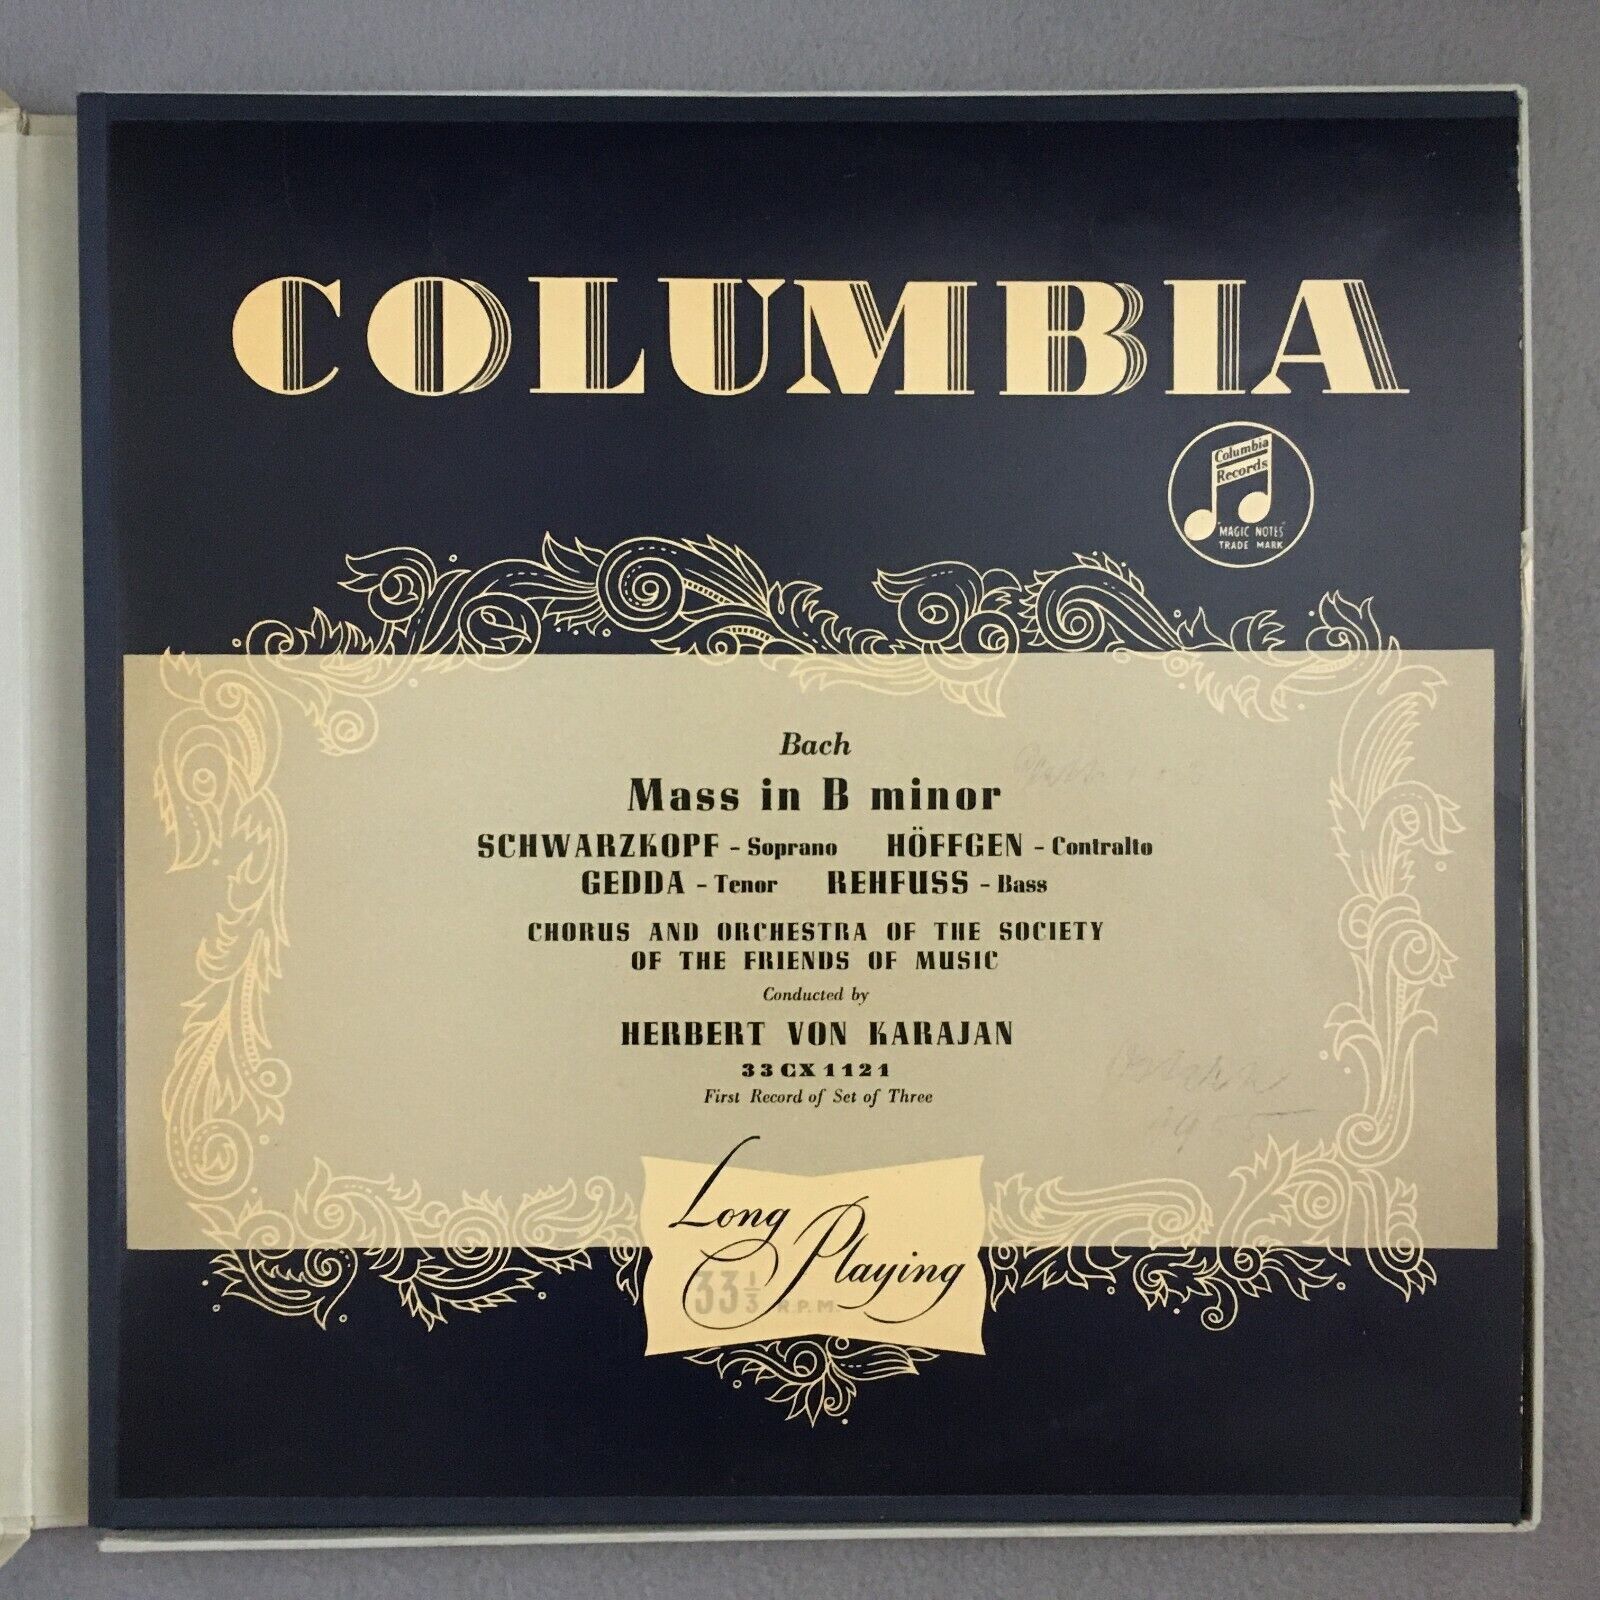 COLUMBIA
Columbia
Records
"MAGIC NOTES"
TRADE MARK
Bach
Mass in B minor
SCHWARZKOPF - Soprano HÖFFGEN - Contralto
GEDDA - Tenor REHFUSS - Bass
CHORUS AND ORCHESTRA OF THE SOCIETY
OF THE FRIENDS OF MUSIC
Conducted by
HERBERT VON KARAJAN
33CX1121
First Record of Set of Three
1955
Long Playing
33 1/3 R.P.M.